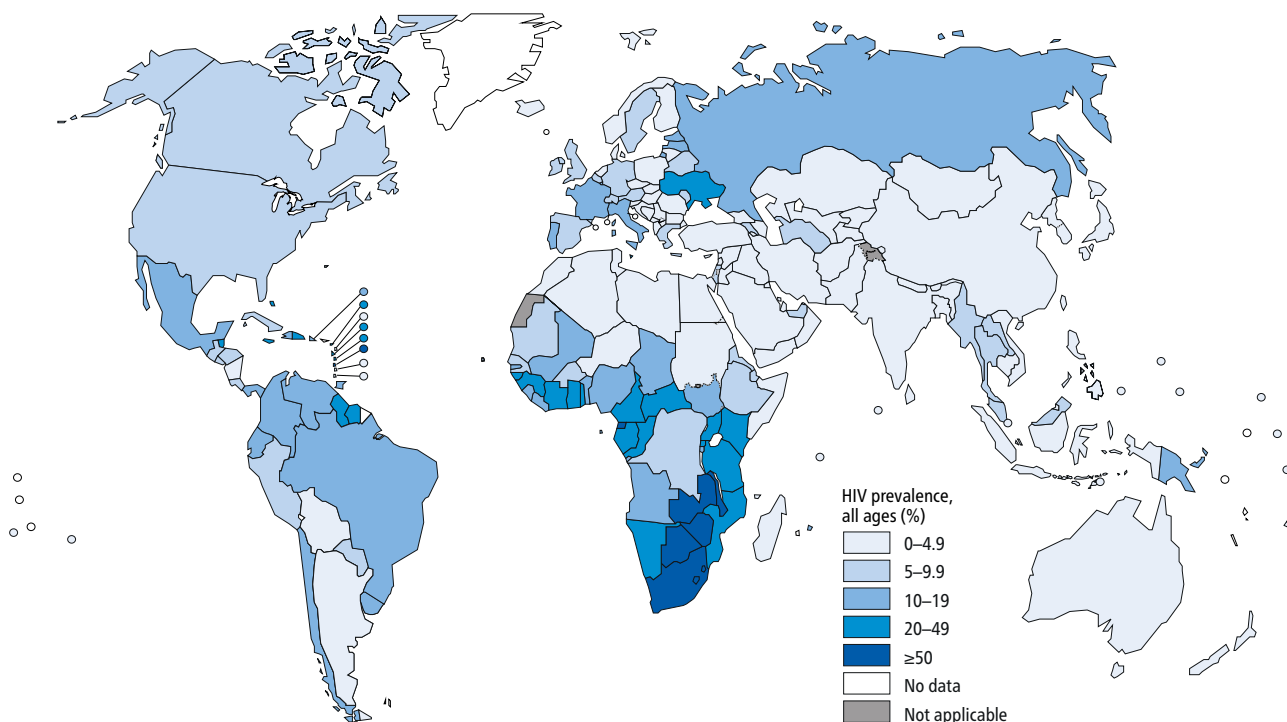 HIV prevalence,
all ages (%)
0–4.9
5–9.9
10–19
20–49
≥50
No data
Not applicable